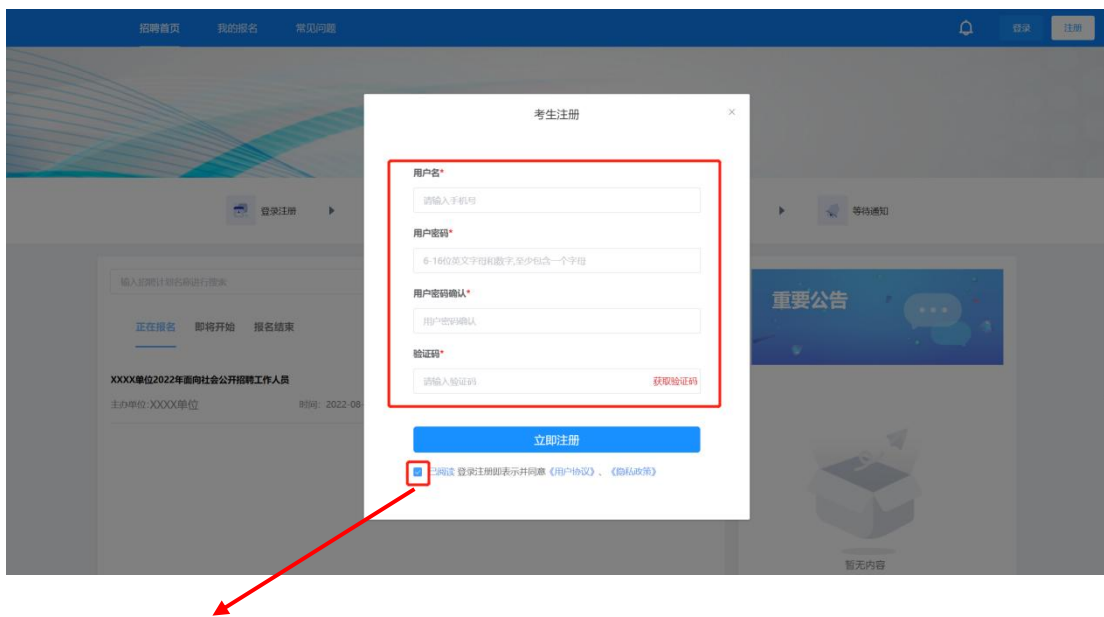 招聘首页 我的报名 常见问题 登录 注册
考生注册
用户名*
请输入手机号
用户密码*
6-16位英文字母和数字,至少包含一个字母
用户密码确认*
用户密码确认
验证码*
请输入验证码 获取验证码
立即注册
已阅读 登录注册即表示并同意《用户协议》、《隐私政策》
登录注册 等待通知
输入招聘计划名称进行搜索
正在报名 即将开始 报名结束
XXXX单位2022年面向社会公开招聘工作人员
主办单位:XXXX单位 时间: 2022-08-
重要公告
暂无内容